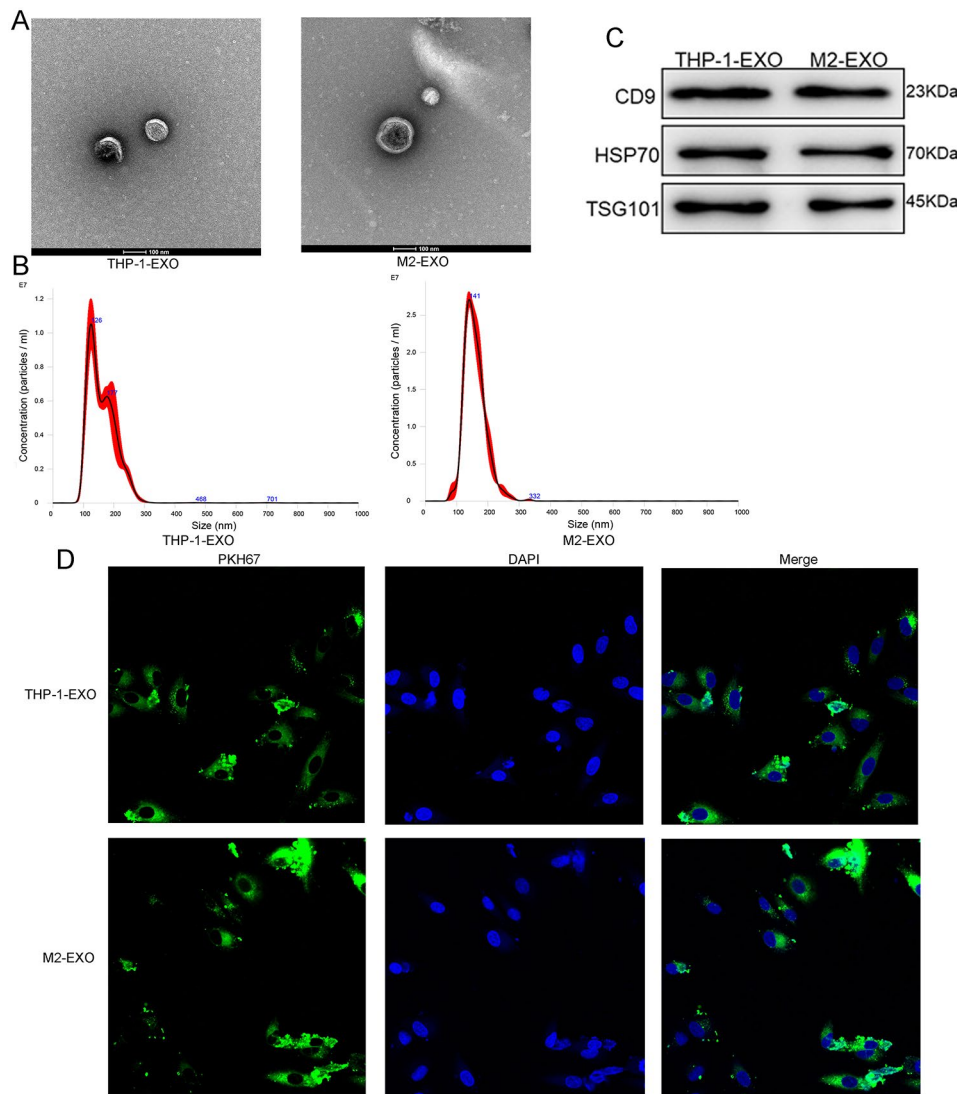 A
100 nm
THP-1-EXO
100 nm
M2-EXO
C
THP-1-EXO M2-EXO
CD9 23KDa
HSP70 70KDa
TSG101 45KDa
B
E7
1.2
1.0
0.8
0.6
0.4
0.2
0
Concentration (particles / ml)
126
468
701
0 100 200 300 400 500 600 700 800 900 1000
Size (nm)
THP-1-EXO
E7
2.5
2.0
1.5
1.0
0.5
0
Concentration (particles / ml)
141
332
0 100 200 300 400 500 600 700 800 900 1000
Size (nm)
M2-EXO
D
PKH67 DAPI Merge
THP-1-EXO
M2-EXO